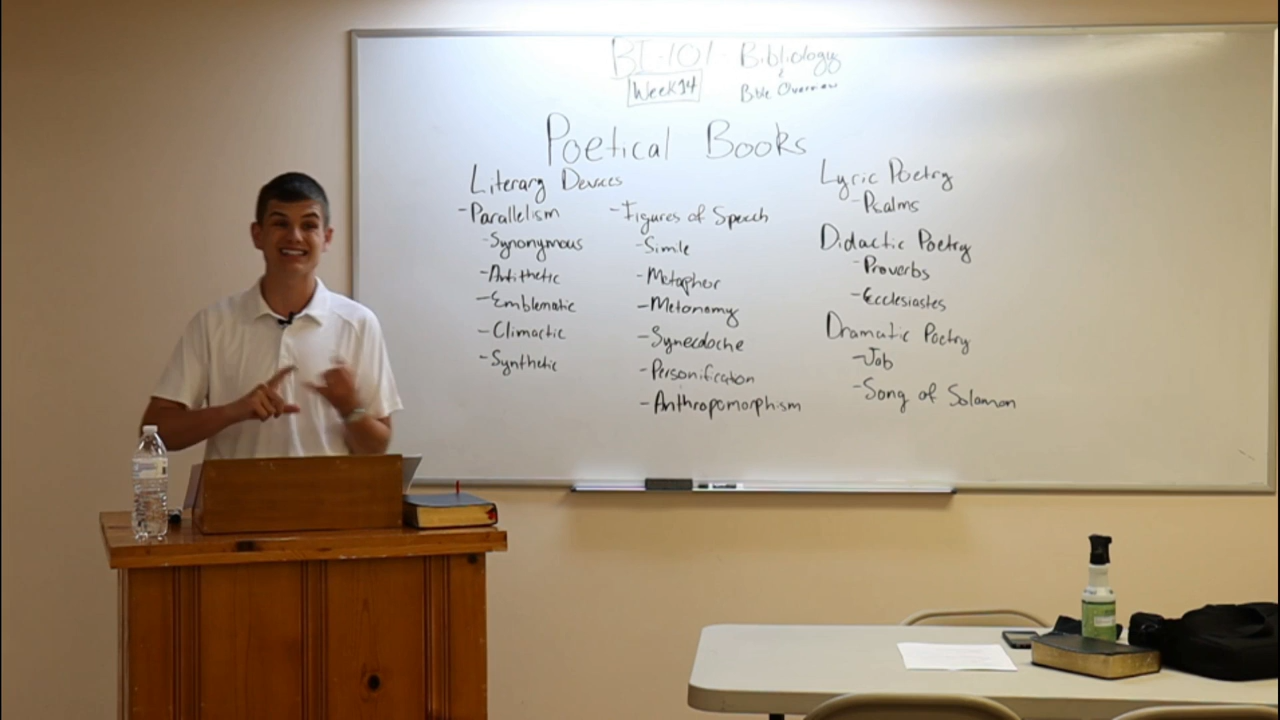 BI-101 - Bibliology
Week 14
& Bible Overview
Poetical Books
Literary Devices
-Parallelism
-Synonymous
-Antithetic
-Emblematic
-Climactic
-Synthetic
-Figures of Speech
-Simile
-Metaphor
-Metonomy
-Synecdoche
-Personification
-Anthropomorphism
Lyric Poetry
-Psalms
Didactic Poetry
-Proverbs
-Ecclesiastes
Dramatic Poetry
-Job
-Song of Solomon